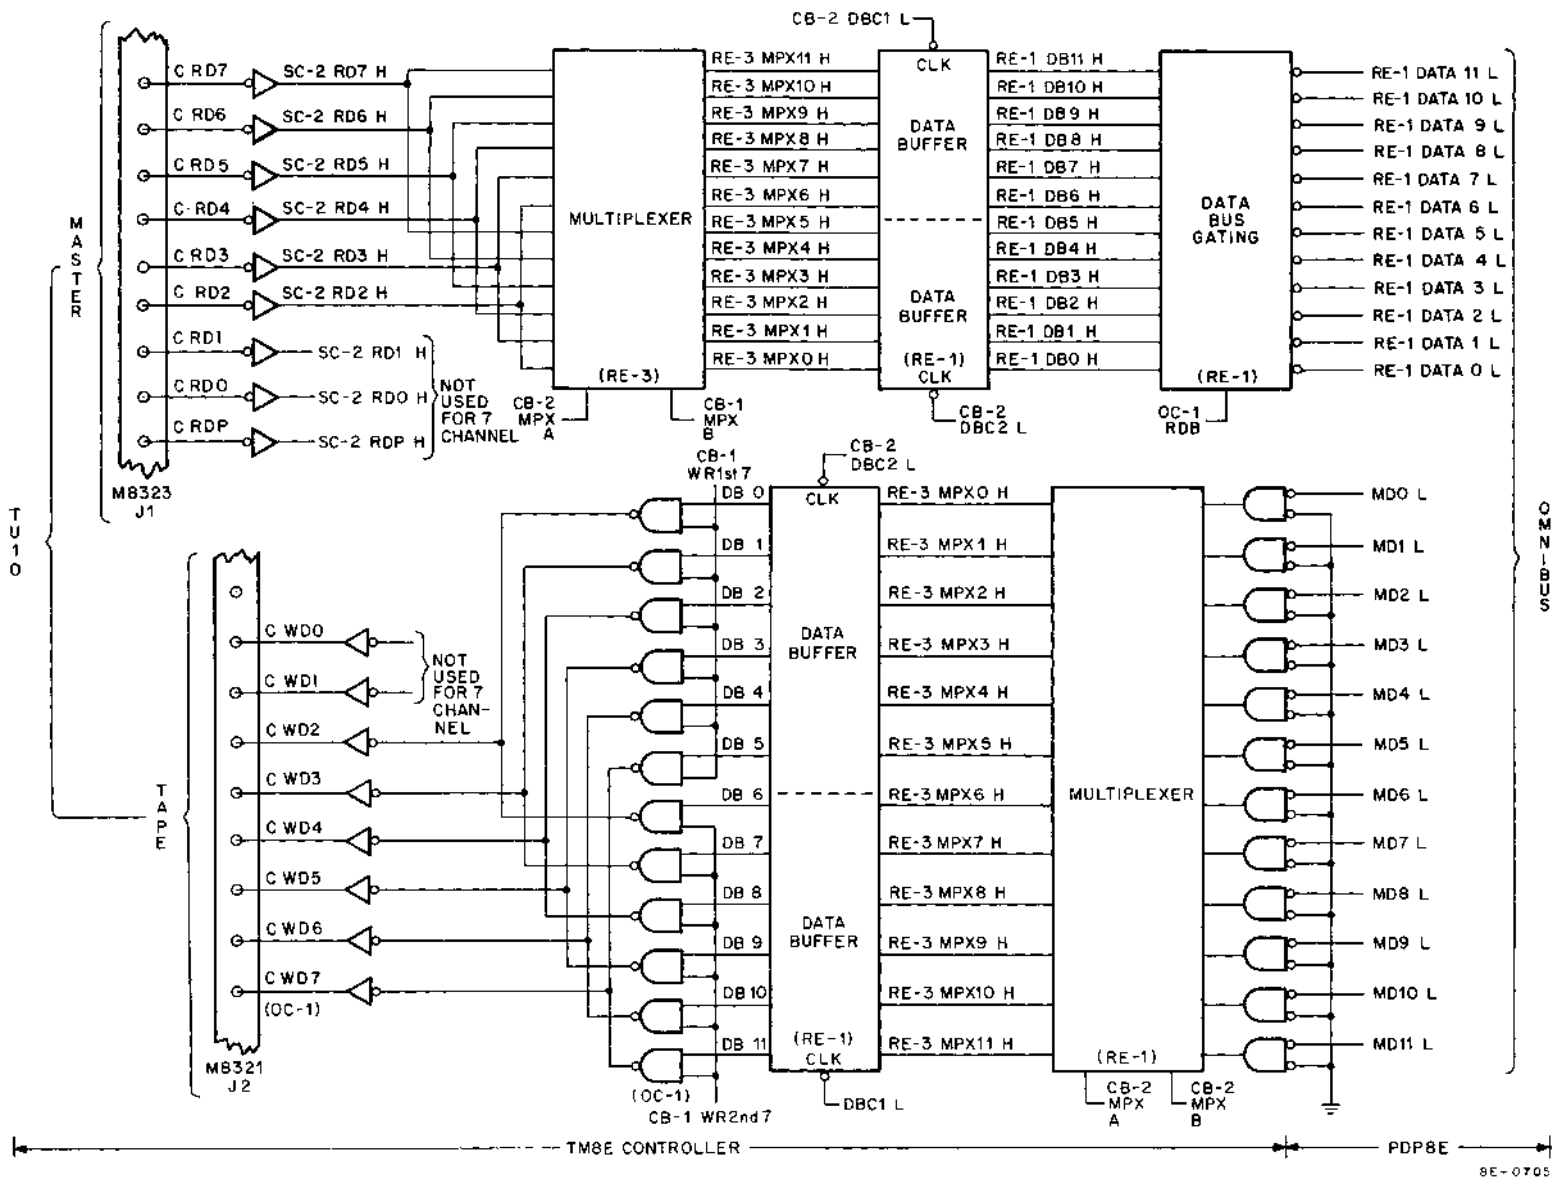 CB-2 DBC1 L
C RD7
SC-2 RD7 H
C RD6
SC-2 RD6 H
C RD5
SC-2 RD5 H
C-RD4
SC-2 RD4 H
C RD3
SC-2 RD3 H
C RD2
SC-2 RD2 H
C RD1
SC-2 RD1 H
C RD0
SC-2 RD0 H
C RDP
SC-2 RDP H
NOT
USED
FOR 7
CHANNEL
M8323
J1
MASTER
MULTIPLEXER
(RE-3)
CB-2
MPX
A
CB-1
MPX
B
RE-3 MPX11 H
RE-3 MPX10 H
RE-3 MPX9 H
RE-3 MPX8 H
RE-3 MPX7 H
RE-3 MPX6 H
RE-3 MPX5 H
RE-3 MPX4 H
RE-3 MPX3 H
RE-3 MPX2 H
RE-3 MPX1 H
RE-3 MPX0 H
CLK
DATA
BUFFER
DATA
BUFFER
(RE-1)
CLK
CB-2
DBC2 L
RE-1 DB11 H
RE-1 DB10 H
RE-1 DB9 H
RE-1 DB8 H
RE-1 DB7 H
RE-1 DB6 H
RE-1 DB5 H
RE-1 DB4 H
RE-1 DB3 H
RE-1 DB2 H
RE-1 DB1 H
RE-1 DB0 H
DATA
BUS
GATING
(RE-1)
OC-1
RDB
RE-1 DATA 11 L
RE-1 DATA 10 L
RE-1 DATA 9 L
RE-1 DATA 8 L
RE-1 DATA 7 L
RE-1 DATA 6 L
RE-1 DATA 5 L
RE-1 DATA 4 L
RE-1 DATA 3 L
RE-1 DATA 2 L
RE-1 DATA 1 L
RE-1 DATA 0 L
TU10
OMNIBUS
TAPE
C WD0
C WD1
NOT
USED
FOR 7
CHAN-
NEL
C WD2
C WD3
C WD4
C WD5
C WD6
C WD7
(OC-1)
M8321
J2
CB-1
WR1st7
DB 0
DB 1
DB 2
DB 3
DB 4
DB 5
DB 6
DB 7
DB 8
DB 9
DB 10
DB 11
(OC-1)
CB-1 WR2nd7
CB-2
DBC2 L
CLK
DATA
BUFFER
DATA
BUFFER
(RE-1)
CLK
DBC1 L
RE-3 MPX0 H
RE-3 MPX1 H
RE-3 MPX2 H
RE-3 MPX3 H
RE-3 MPX4 H
RE-3 MPX5 H
RE-3 MPX6 H
RE-3 MPX7 H
RE-3 MPX8 H
RE-3 MPX9 H
RE-3 MPX10 H
RE-3 MPX11 H
MULTIPLEXER
(RE-1)
CB-2
MPX
A
CB-2
MPX
B
MD0 L
MD1 L
MD2 L
MD3 L
MD4 L
MD5 L
MD6 L
MD7 L
MD8 L
MD9 L
MD10 L
MD11 L
TM8E CONTROLLER
PDP8E
8E-0705